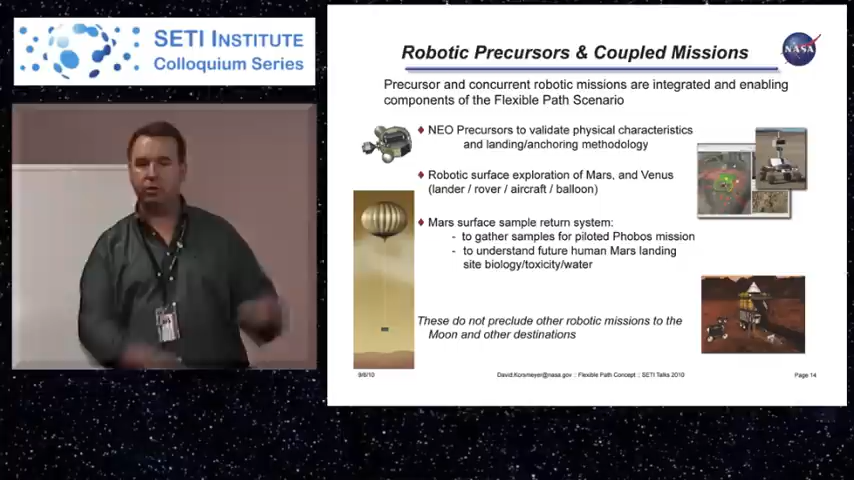 SETI INSTITUTE
Colloquium Series
Robotic Precursors & Coupled Missions
NASA
Precursor and concurrent robotic missions are integrated and enabling
components of the Flexible Path Scenario
NEO Precursors to validate physical characteristics
and landing/anchoring methodology
Robotic surface exploration of Mars, and Venus
(lander / rover / aircraft / balloon)
Mars surface sample return system:
- to gather samples for piloted Phobos mission
- to understand future human Mars landing
site biology/toxicity/water
These do not preclude other robotic missions to the
Moon and other destinations
9/8/10
David.Korsmeyer@nasa.gov :: Flexible Path Concept :: SETI Talks 2010
Page 14